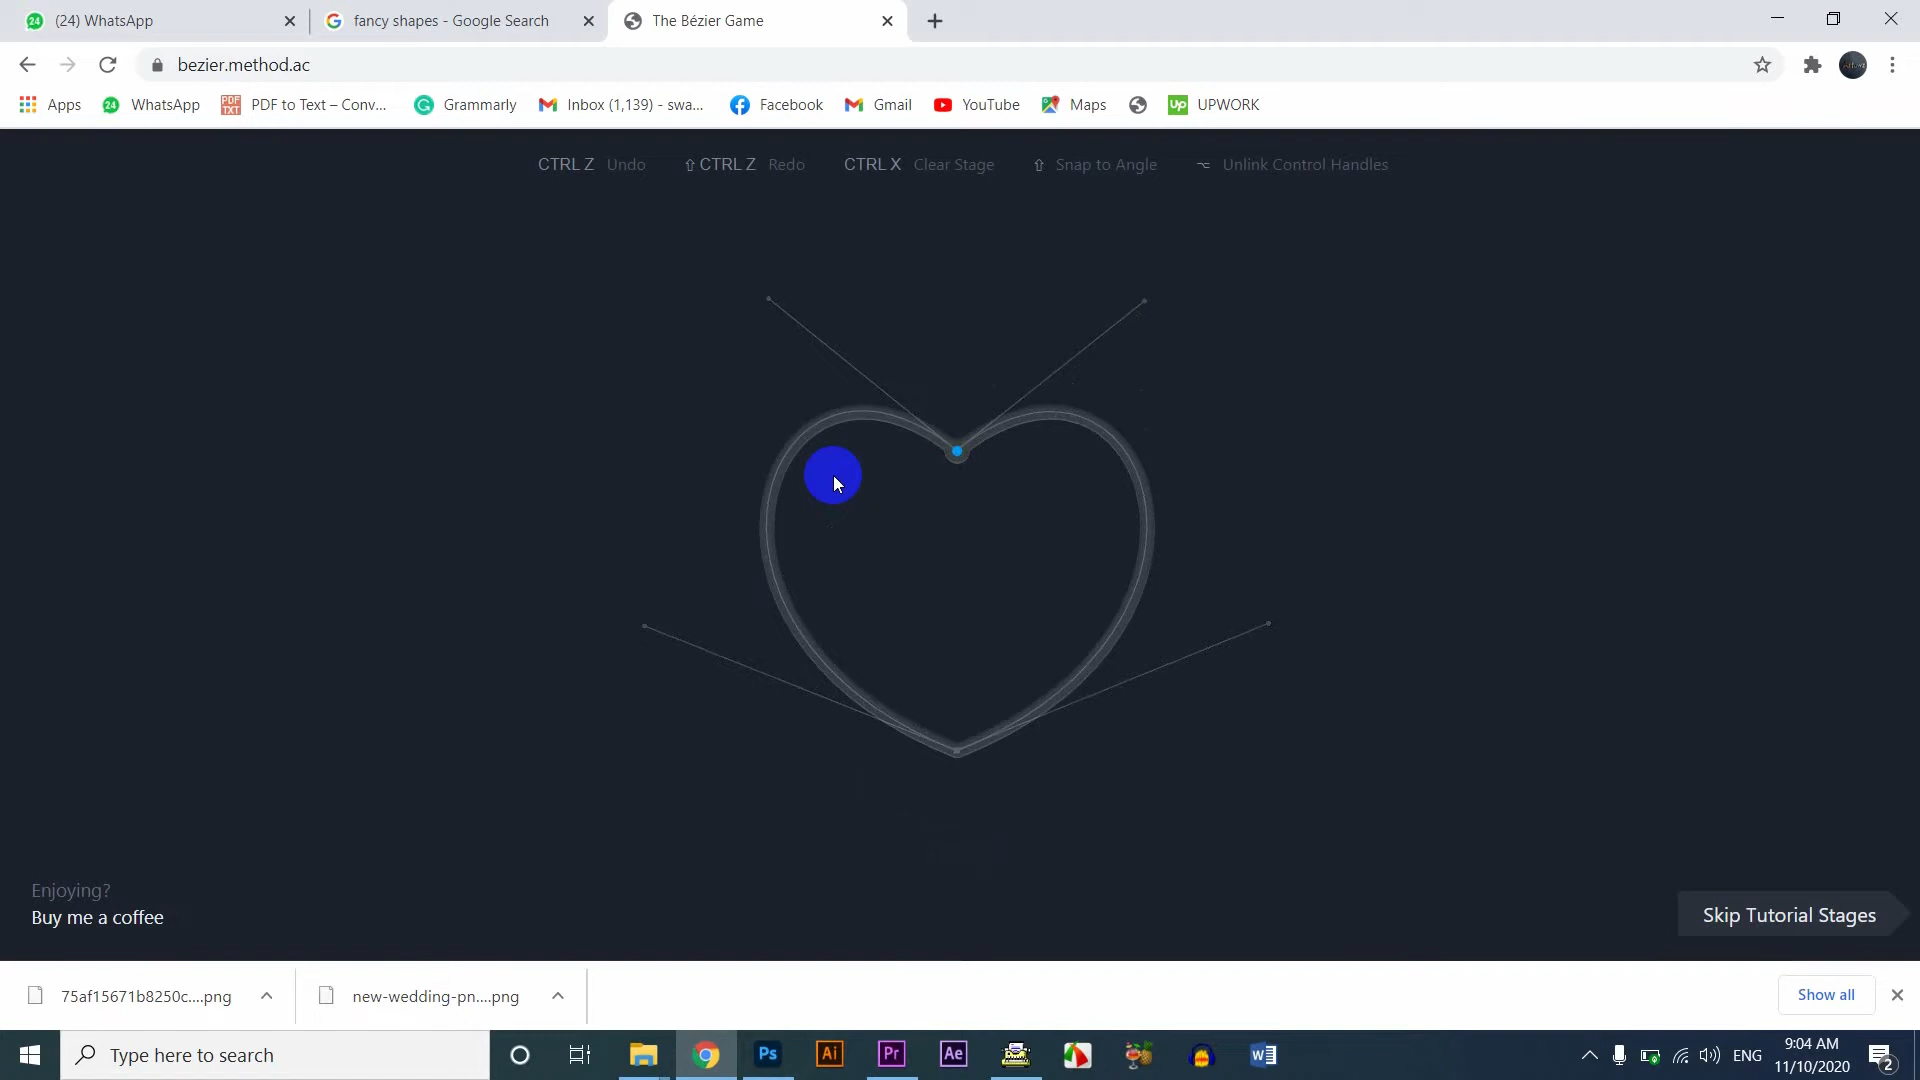 (24) WhatsApp
fancy shapes - Google Search
The Bézier Game
bezier.method.ac
Apps
24
WhatsApp
PDF to Text – Conv...
Grammarly
Inbox (1,139) - swa...
Facebook
Gmail
YouTube
Maps
Up
UPWORK
CTRL Z Undo
⇧ CTRL Z Redo
CTRL X Clear Stage
⇧ Snap to Angle
⌥ Unlink Control Handles
Enjoying?
Buy me a coffee
Skip Tutorial Stages
75af15671b8250c....png
new-wedding-pn....png
Show all
Type here to search
Ps
Ai
Pr
Ae
ENG
9:04 AM
11/10/2020
2